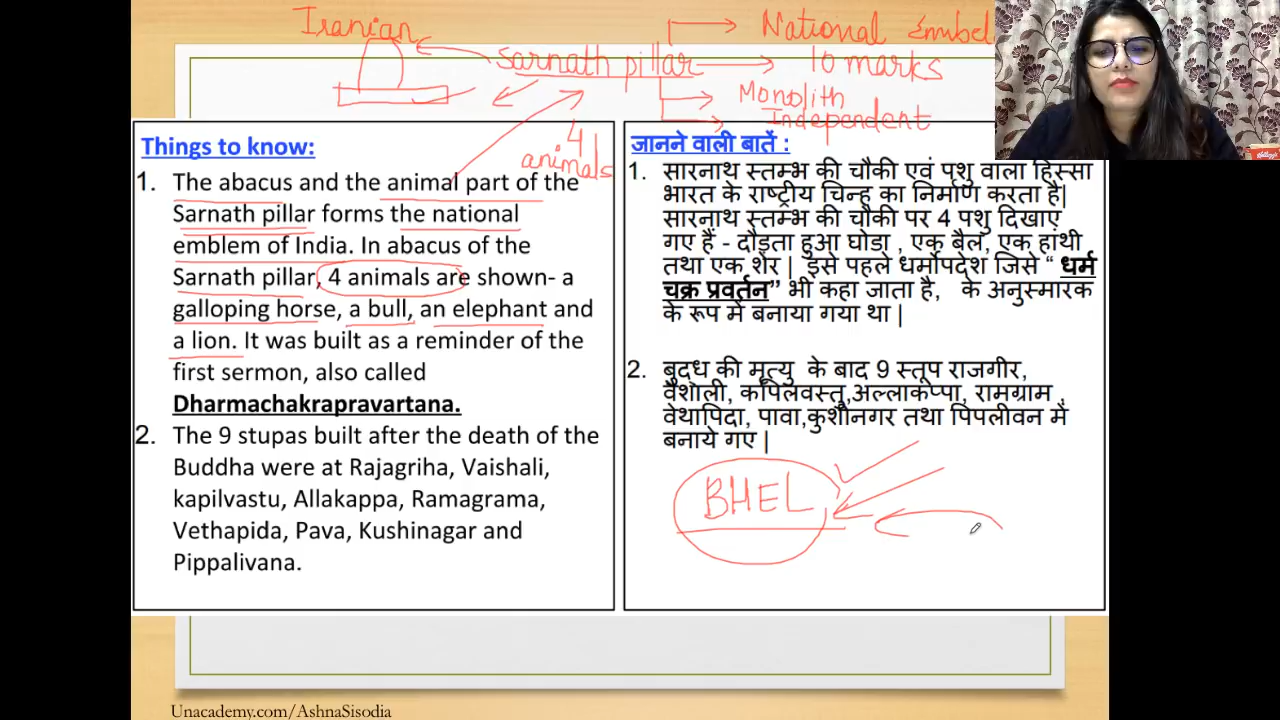 Iranian
Sarnath pillar
National Embel
10 marks
Monolith
Independent
4
animals
Things to know:
1. The abacus and the animal part of the
Sarnath pillar forms the national
emblem of India. In abacus of the
Sarnath pillar, 4 animals are shown- a
galloping horse, a bull, an elephant and
a lion. It was built as a reminder of the
first sermon, also called
Dharmachakrapravartana.
2. The 9 stupas built after the death of the
Buddha were at Rajagriha, Vaishali,
kapilvastu, Allakappa, Ramagrama,
Vethapida, Pava, Kushinagar and
Pippalivana.
जानने वाली बातें :
1. सारनाथ स्तम्भ की चौकी एवं पशु वाला हिस्सा
भारत के राष्ट्रीय चिन्ह का निर्माण करता है|
सारनाथ स्तम्भ की चौकी पर 4 पशु दिखाए
गए हैं - दौड़ता हुआ घोड़ा , एक बैल, एक हाथी
तथा एक शेर | इसे पहले धर्मोपदेश जिसे “ धर्म
चक्र प्रवर्तन” भी कहा जाता है, के अनुस्मारक
के रूप में बनाया गया था |
2. बुद्ध की मृत्यु के बाद 9 स्तूप राजगीर,
वैशाली, कपिलवस्तु,अल्लाकप्पा, रामग्राम ,
वेथापिदा, पावा,कुशीनगर तथा पिपलीवन में
बनाये गए |
BHEL
Unacademy.com/AshnaSisodia